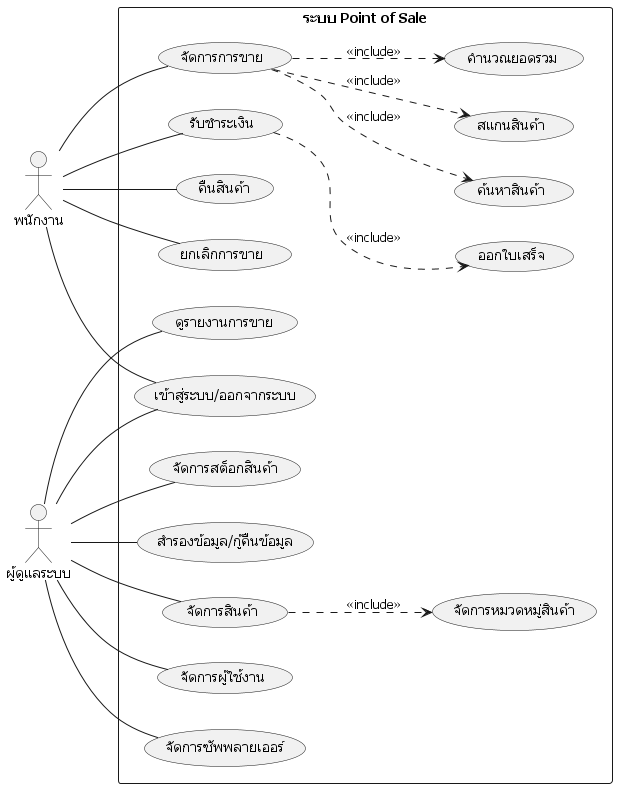 ระบบ Point of Sale
จัดการการขาย
«include»
คำนวณยอดรวม
«include»
รับชำระเงิน
«include»
สแกนสินค้า
พนักงาน
คืนสินค้า
ค้นหาสินค้า
ยกเลิกการขาย
«include»
ออกใบเสร็จ
ดูรายงานการขาย
เข้าสู่ระบบ/ออกจากระบบ
จัดการสต็อกสินค้า
สำรองข้อมูล/กู้คืนข้อมูล
ผู้ดูแลระบบ
จัดการสินค้า
«include»
จัดการหมวดหมู่สินค้า
จัดการผู้ใช้งาน
จัดการซัพพลายเออร์